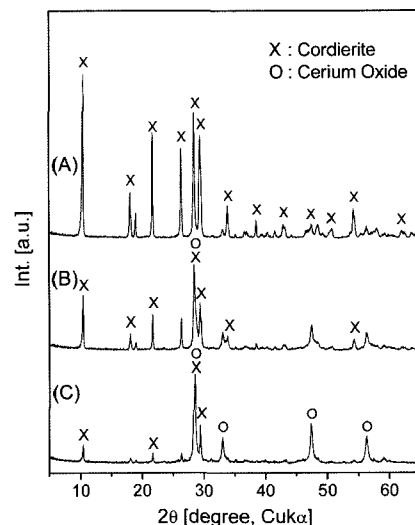 X : Cordierite
O : Cerium Oxide
X
X
X
X
X
X
X
X
X
X
X
X
X
(A)
O
X
X
X
X
X
X
X
(B)
O
X
X
X
X
O
O
O
(C)
Int. [a.u.]
10 20 30 40 50 60
2θ [degree, Cukα]